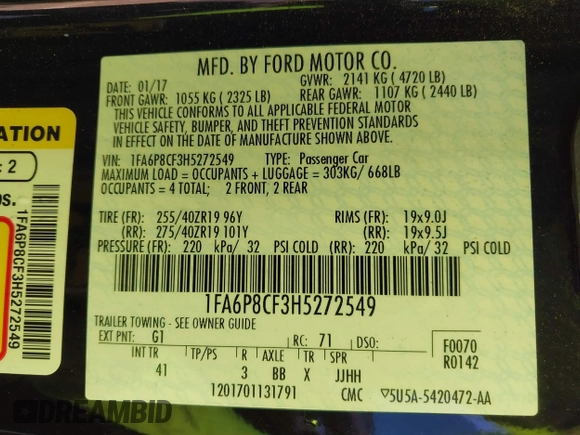 MFD. BY FORD MOTOR CO.
DATE: 01/17 GVWR: 2141 KG ( 4720 LB)
FRONT GAWR: 1055 KG ( 2325 LB) REAR GAWR: 1107 KG ( 2440 LB)
THIS VEHICLE CONFORMS TO ALL APPLICABLE FEDERAL MOTOR
VEHICLE SAFETY, BUMPER, AND THEFT PREVENTION STANDARDS
IN EFFECT ON THE DATE OF MANUFACTURE SHOWN ABOVE.
VIN: 1FA6P8CF3H5272549 TYPE: Passenger Car
MAXIMUM LOAD = OCCUPANTS + LUGGAGE = 303KG/ 668LB
OCCUPANTS = 4 TOTAL; 2 FRONT, 2 REAR
TIRE (FR): 255/40ZR19 96Y RIMS (FR): 19x9.0J
(RR): 275/40ZR19 101Y (RR): 19x9.5J
PRESSURE (FR): 220 kPa/ 32 PSI COLD (RR): 220 kPa/ 32 PSI COLD
1FA6P8CF3H5272549
TRAILER TOWING - SEE OWNER GUIDE
EXT PNT: G1 RC: 71 DSO: F0070
INT TR TP/PS R AXLE TR SPR R0142
41 3 BB X JJHH
1201701131791 CMC ▽5U5A-5420472-AA
ATION
: 2
os.
1FA6P8CF3H5272549
DREAMBID